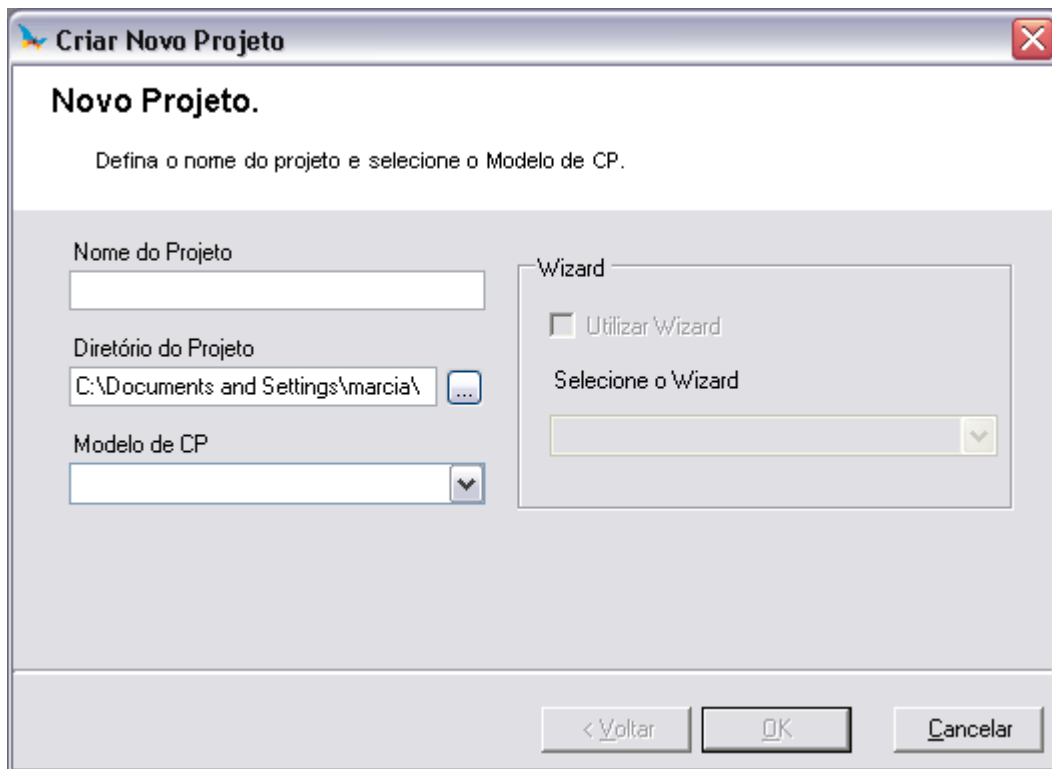 Criar Novo Projeto
Novo Projeto.
Defina o nome do projeto e selecione o Modelo de CP.
Nome do Projeto
Diretório do Projeto
C:\Documents and Settings\marcia\
...
Modelo de CP
Wizard
Utilizar Wizard
Selecione o Wizard
< Voltar
OK
Cancelar